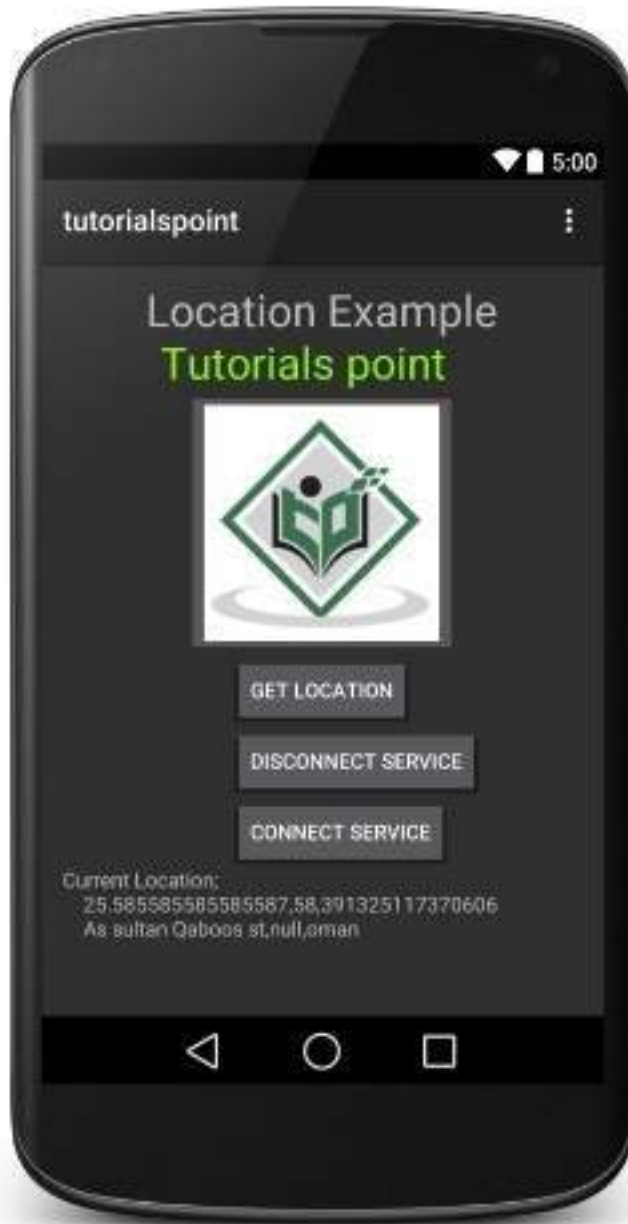 5:00
tutorialspoint
Location Example
Tutorials point
GET LOCATION
DISCONNECT SERVICE
CONNECT SERVICE
Current Location;
25.5855855855855587,58,391325117370606
As sultan Qaboos st,null,oman